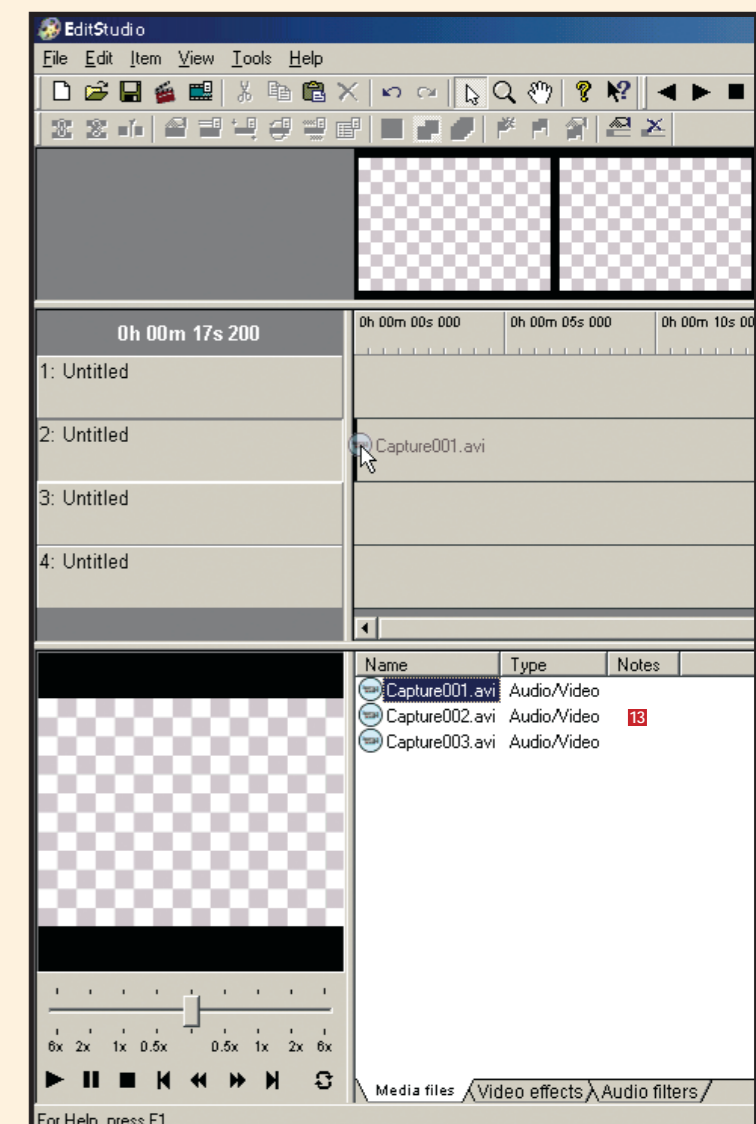 EditStudio
File Edit Item View Tools Help
0h 00m 17s 200
0h 00m 00s 000 0h 00m 05s 000 0h 00m 10s 00
1: Untitled
2: Untitled
Capture001.avi
3: Untitled
4: Untitled
Name Type Notes
Capture001.avi Audio/Video
Capture002.avi Audio/Video 13
Capture003.avi Audio/Video
6x 2x 1x 0.5x 0.5x 1x 2x 6x
Media files Video effects Audio filters
For Help, press F1